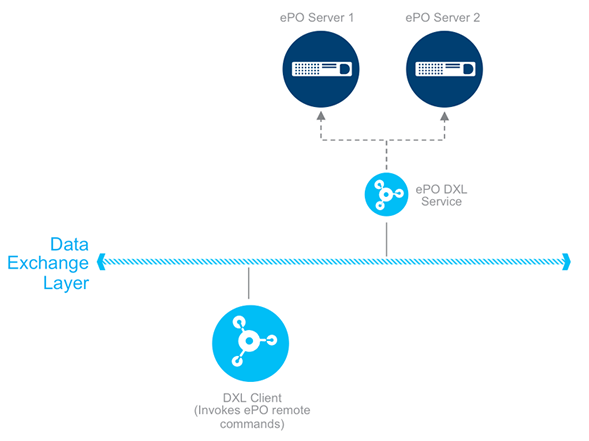 ePO Server 1
ePO Server 2
ePO DXL
Service
Data
Exchange
Layer
DXL Client
(Invokes ePO remote
commands)